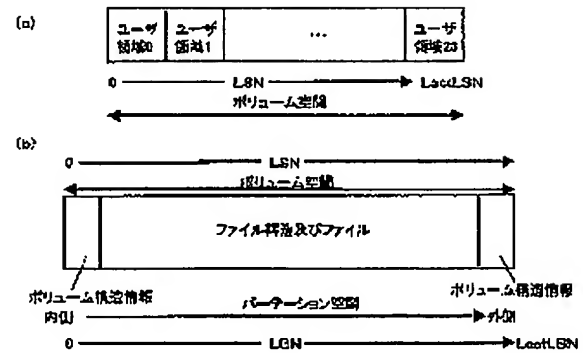 (a)
ユーザ領域0
ユーザ領域1
…
ユーザ領域23
0 LSN LastLSN
ボリューム空間
(b)
0 LSN
ボリューム空間
ファイル構造及びファイル
ボリューム構造情報
ボリューム構造情報
内側 パーテーション空間 外側
0 LSN LastLSN